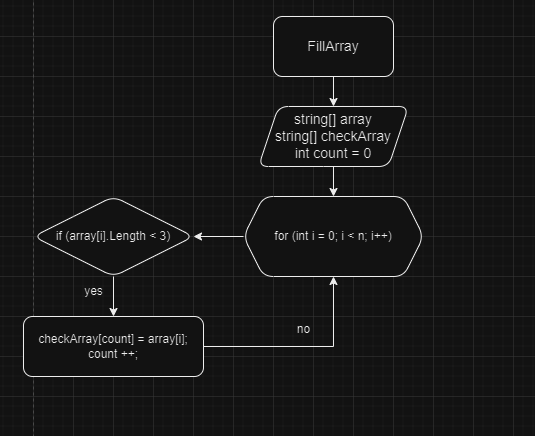 FillArray
string[] array
string[] checkArray
int count = 0
for (int i = 0; i < n; i++)
if (array[i].Length < 3)
yes
checkArray[count] = array[i];
count ++;
no